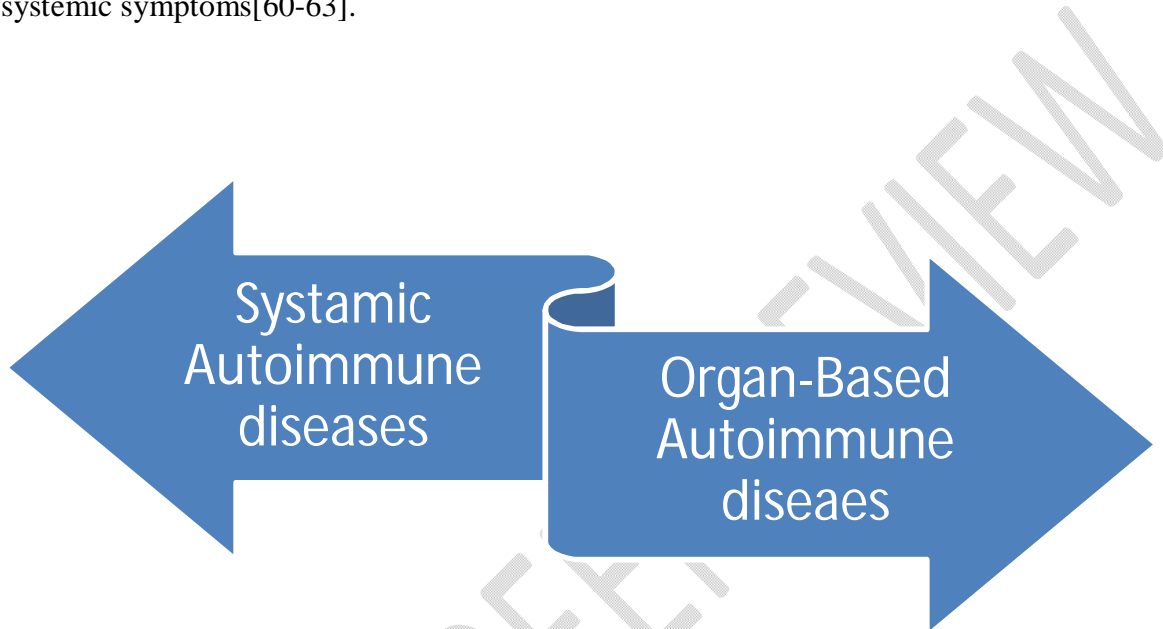 systemic symptoms[60-63].
Systamic
Autoimmune
diseases
Organ-Based
Autoimmune
diseaes